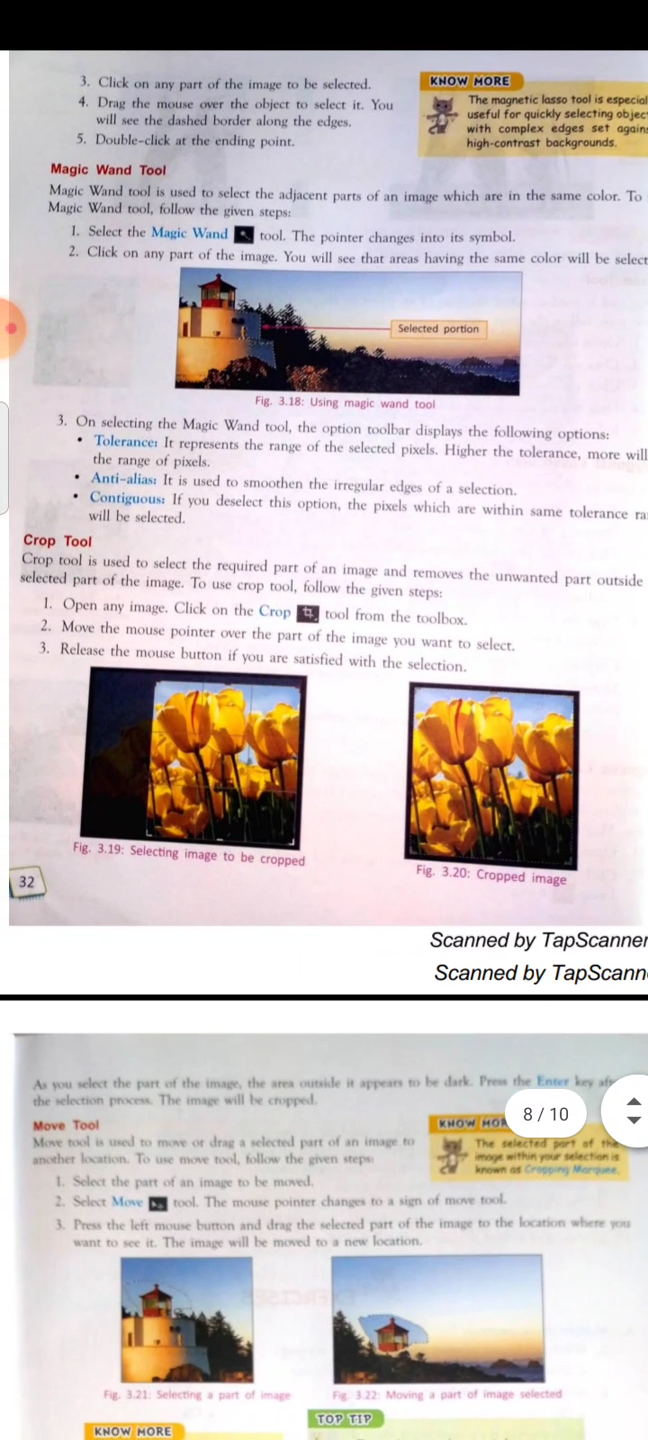 3. Click on any part of the image to be selected.
4. Drag the mouse over the object to select it. You
will see the dashed border along the edges.
5. Double-click at the ending point.
KNOW MORE
The magnetic lasso tool is especial
useful for quickly selecting objec
with complex edges set again
high-contrast backgrounds.
Magic Wand Tool
Magic Wand tool is used to select the adjacent parts of an image which are in the same color. To
Magic Wand tool, follow the given steps:
1. Select the Magic Wand tool. The pointer changes into its symbol.
2. Click on any part of the image. You will see that areas having the same color will be select
Selected portion
Fig. 3.18: Using magic wand tool
3. On selecting the Magic Wand tool, the option toolbar displays the following options:
• Tolerance: It represents the range of the selected pixels. Higher the tolerance, more will
the range of pixels.
• Anti-alias: It is used to smoothen the irregular edges of a selection.
• Contiguous: If you deselect this option, the pixels which are within same tolerance ra
will be selected.
Crop Tool
Crop tool is used to select the required part of an image and removes the unwanted part outside
selected part of the image. To use crop tool, follow the given steps:
1. Open any image. Click on the Crop tool from the toolbox.
2. Move the mouse pointer over the part of the image you want to select.
3. Release the mouse button if you are satisfied with the selection.
Fig. 3.19: Selecting image to be cropped
Fig. 3.20: Cropped image
32
Scanned by TapScanner
Scanned by TapScann
As you select the part of the image, the area outside it appears to be dark. Press the Enter key
the selection process. The image will be cropped.
8 / 10
Move Tool
Move tool is used to move or drag a selected part of an image to
another location. To use move tool, follow the given steps:
KNOW MOR
The selected part of the
image within your selection is
known as Cropping Marquee.
1. Select the part of an image to be moved.
2. Select Move tool. The mouse pointer changes to a sign of move tool.
3. Press the left mouse button and drag the selected part of the image to the location where you
want to see it. The image will be moved to a new location.
Fig. 3.21: Selecting a part of image
Fig. 3.22: Moving a part of image selected
KNOW MORE
TOP TIP